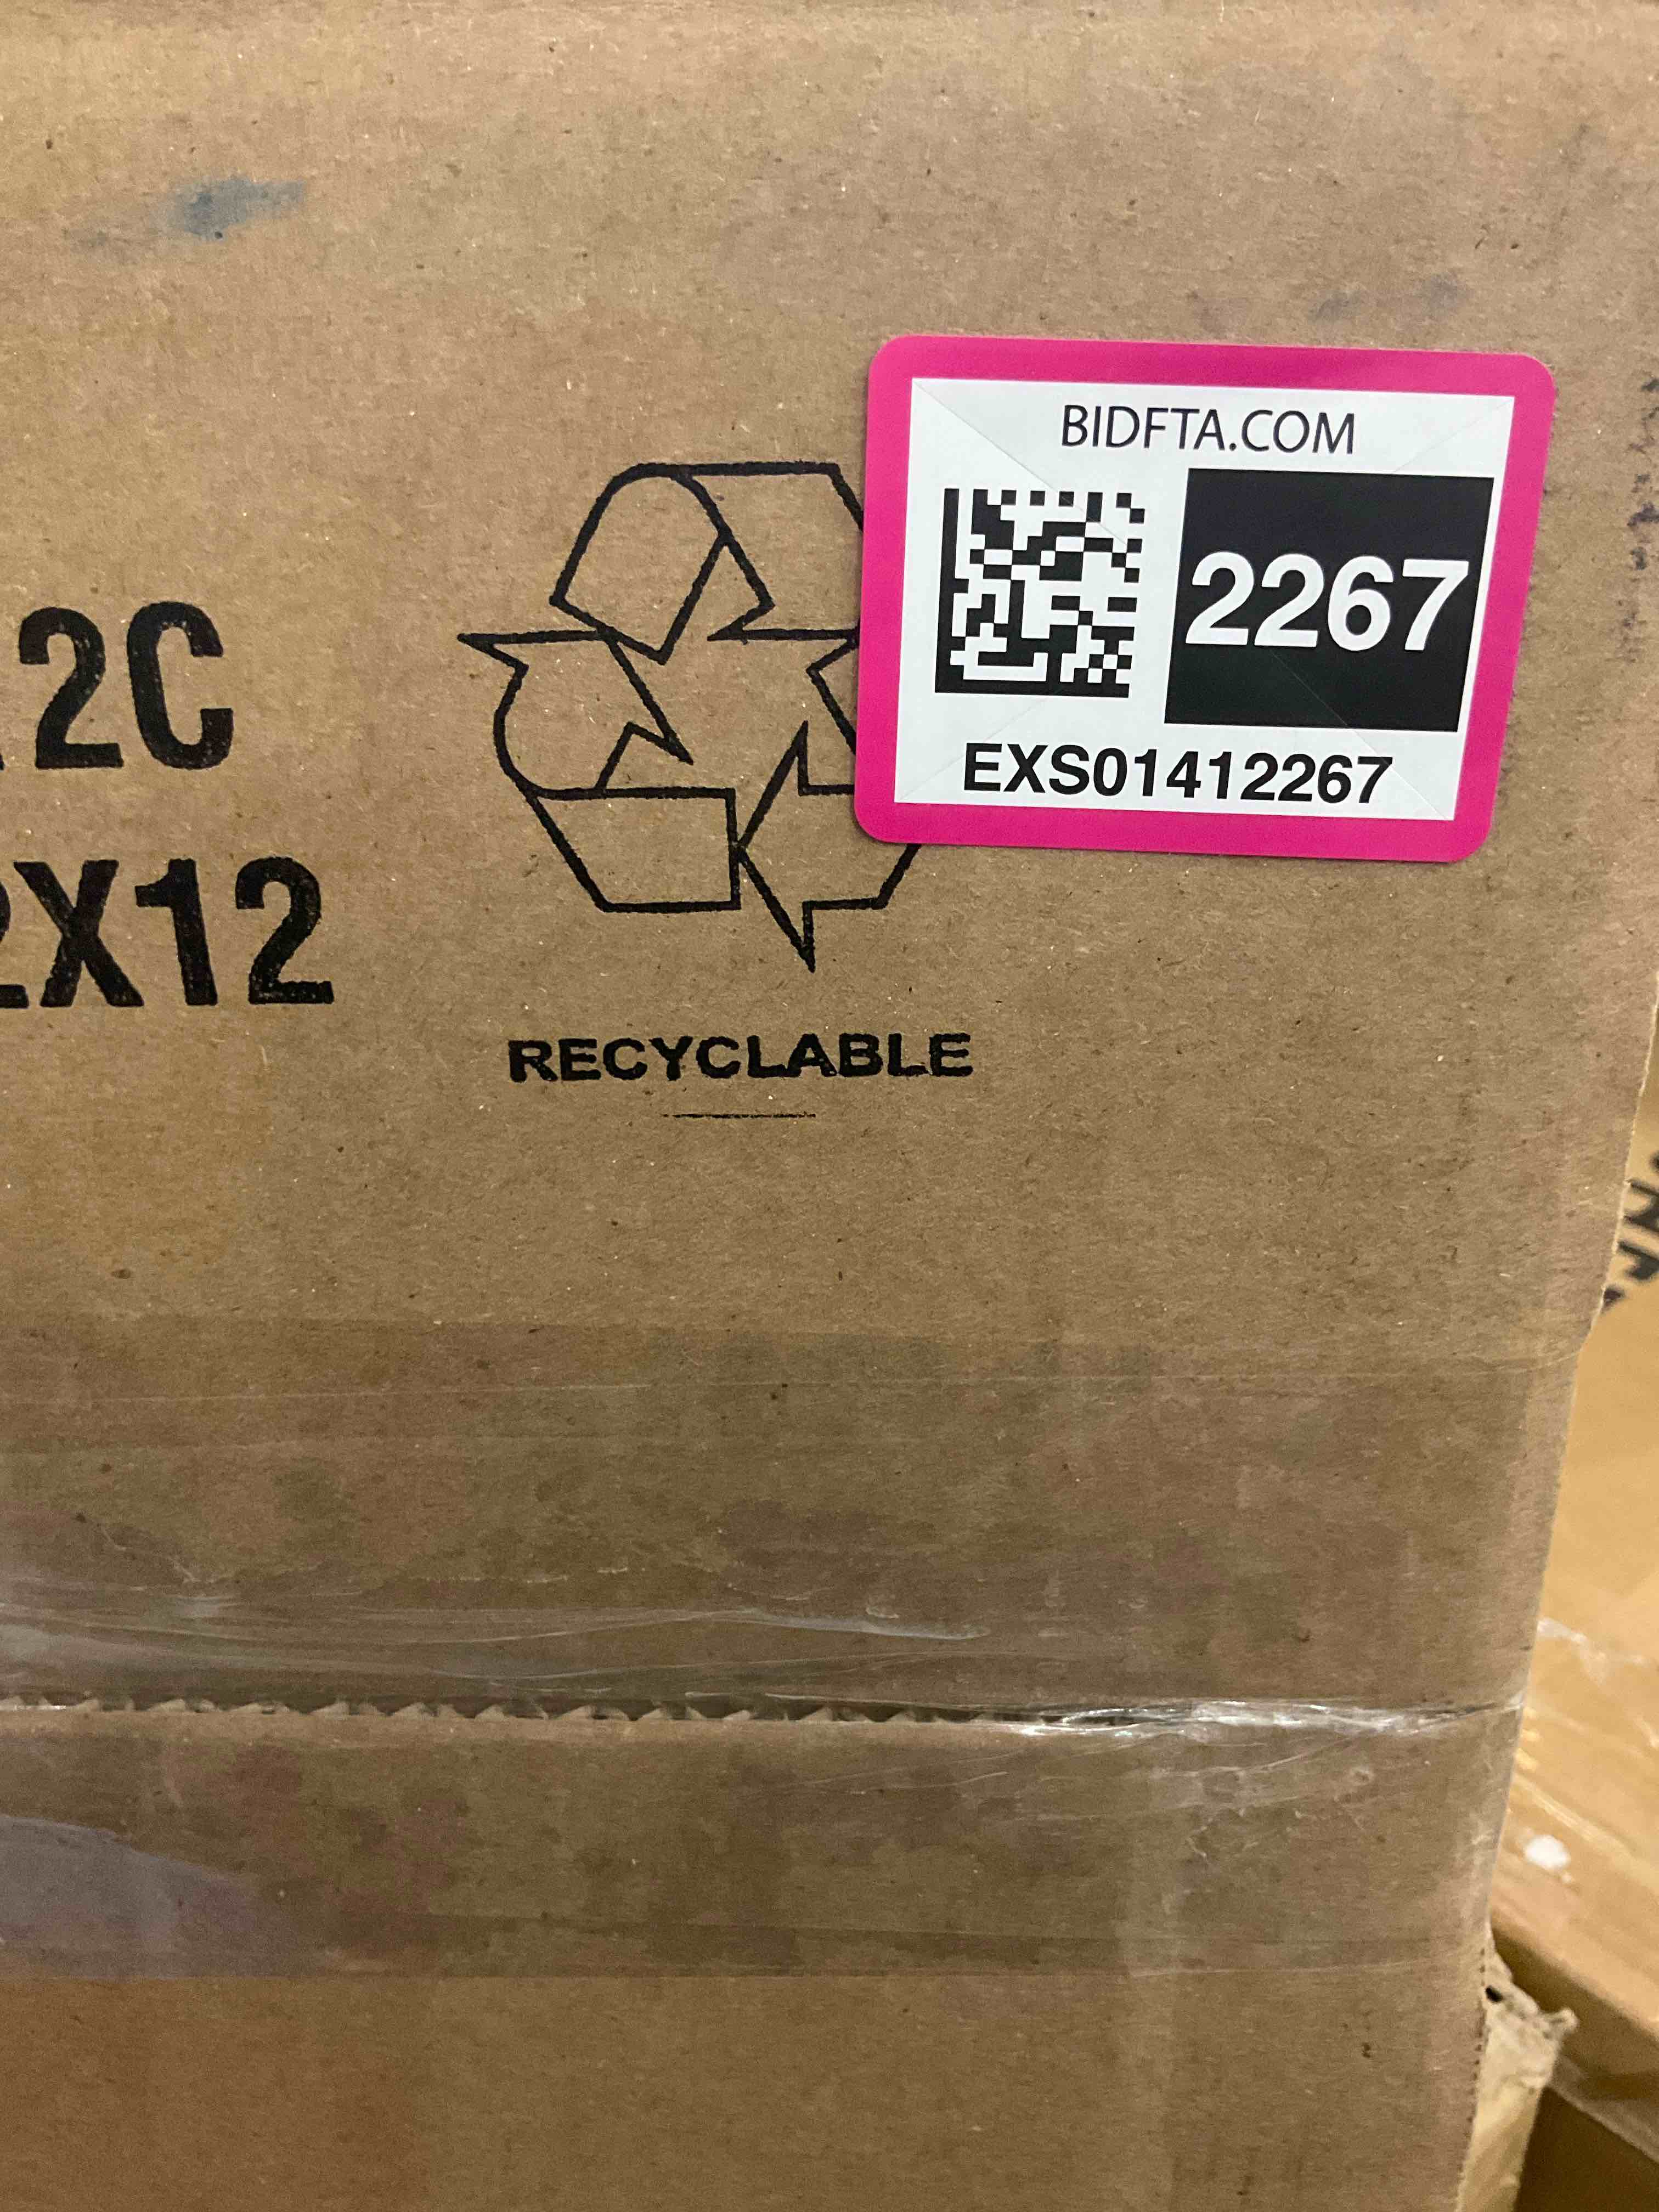 BIDFTA.COM
2267
EXS01412267
2C
2X12
RECYCLABLE